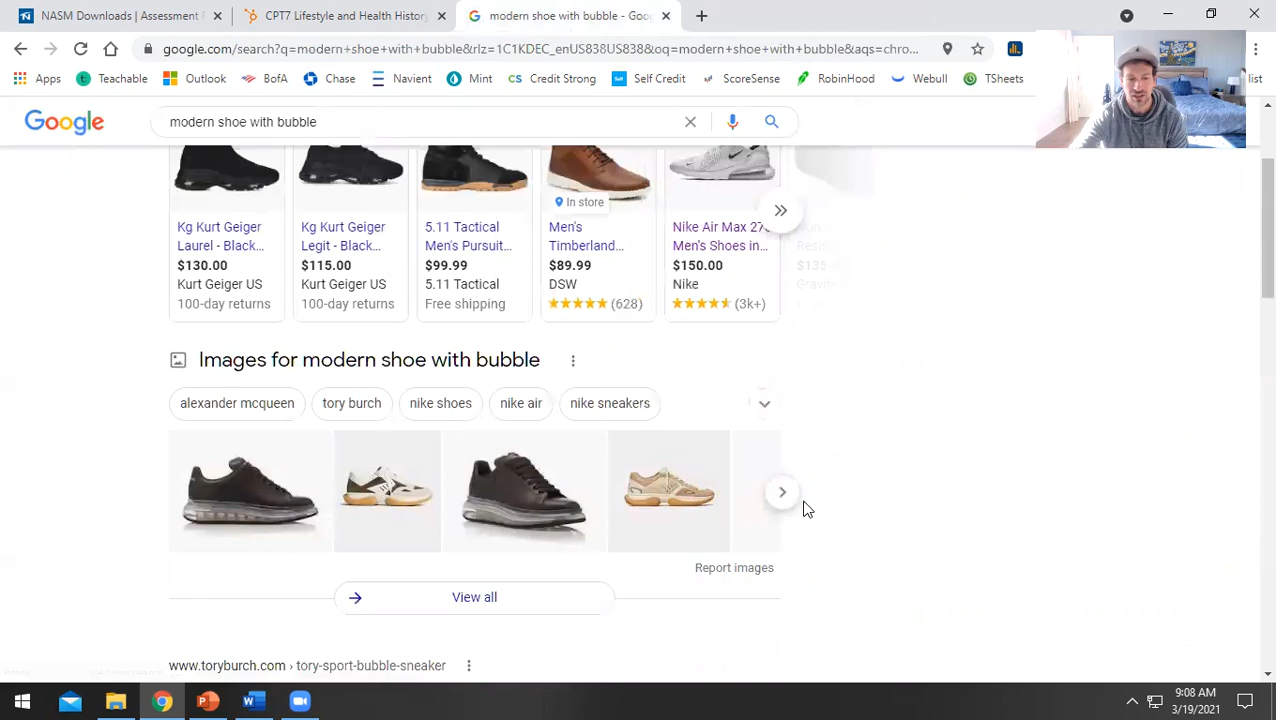 NASM Downloads | Assessment
CPT7 Lifestyle and Health History
modern shoe with bubble - Goo
google.com/search?q=modern+shoe+with+bubble&rlz=1C1KDEC_enUS838US838&oq=modern+shoe+with+bubble&aqs=chro...
Apps Teachable Outlook BofA Chase Navient Mint Credit Strong Self Credit ScoreSense RobinHood Webull TSheets list
Google
modern shoe with bubble
In store
Kg Kurt Geiger
Laurel - Black...
$130.00
Kurt Geiger US
100-day returns
Kg Kurt Geiger
Legit - Black...
$115.00
Kurt Geiger US
100-day returns
5.11 Tactical
Men's Pursuit...
$99.99
5.11 Tactical
Free shipping
Men's
Timberland...
$89.99
DSW
(628)
Nike Air Max 270
Men's Shoes in...
$150.00
Nike
(3k+)
$135
Images for modern shoe with bubble
alexander mcqueen
tory burch
nike shoes
nike air
nike sneakers
Report images
View all
www.toryburch.com › tory-sport-bubble-sneaker
9:08 AM
3/19/2021